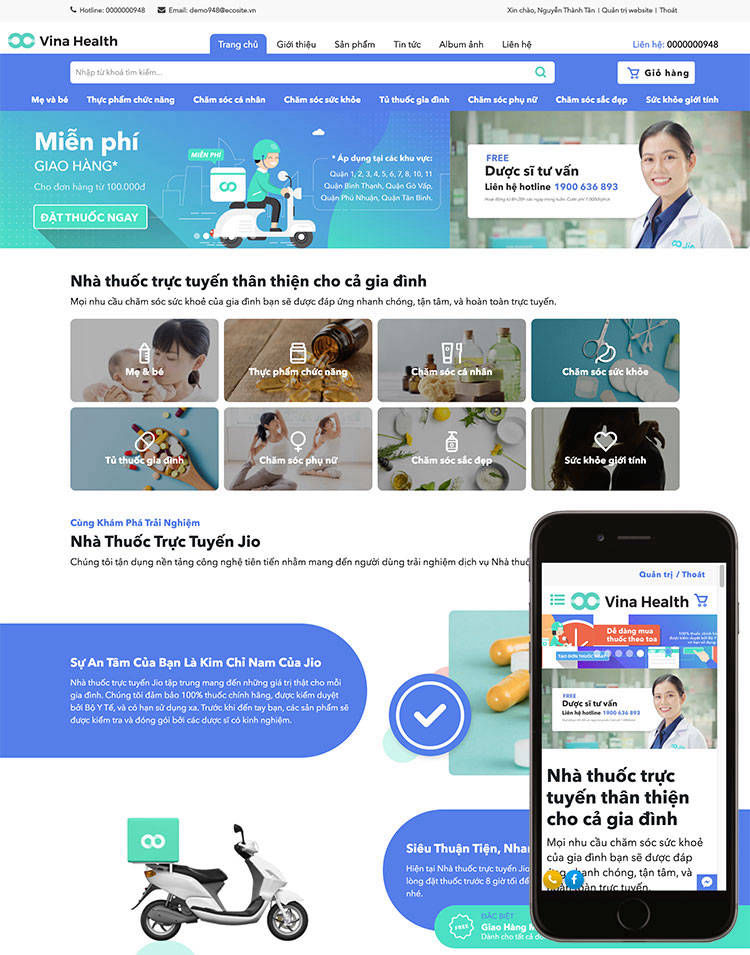 Hotline: 0000000948 Email: demo948@ecosite.vn Xin chào, Nguyễn Thành Tân | Quản trị website | Thoát
Vina Health Trang chủ Giới thiệu Sản phẩm Tin tức Album ảnh Liên hệ Liên hệ: 0000000948
Nhập từ khoá tìm kiếm... Giỏ hàng
Mẹ và bé Thực phẩm chức năng Chăm sóc cá nhân Chăm sóc sức khỏe Tủ thuốc gia đình Chăm sóc phụ nữ Chăm sóc sắc đẹp Sức khỏe giới tính
Miễn phí
GIAO HÀNG*
Cho đơn hàng từ 100.000đ
ĐẶT THUỐC NGAY
MIỄN PHÍ
* Áp dụng tại các khu vực:
Quận 1, 2, 3, 4, 5, 6, 7, 8, 10, 11
Quận Bình Thạnh, Quận Gò Vấp,
Quận Phú Nhuận, Quận Tân Bình.
FREE
Dược sĩ tư vấn
Liên hệ hotline 1900 636 893
Jio
Nhà thuốc trực tuyến thân thiện cho cả gia đình
Mọi nhu cầu chăm sóc sức khoẻ của gia đình bạn sẽ được đáp ứng nhanh chóng, tận tâm, và hoàn toàn trực tuyến.
Mẹ & bé Thực phẩm chức năng Chăm sóc cá nhân Chăm sóc sức khỏe
Tủ thuốc gia đình Chăm sóc phụ nữ Chăm sóc sắc đẹp Sức khỏe giới tính
Cùng Khám Phá Trải Nghiệm
Nhà Thuốc Trực Tuyến Jio
Chúng tôi tận dụng nền tảng công nghệ tiên tiến nhằm mang đến người dùng trải nghiệm dịch vụ Nhà thuố
Sự An Tâm Của Bạn Là Kim Chỉ Nam Của Jio
Nhà thuốc trực tuyến Jio tập trung mang đến những giá trị thật cho mỗi
gia đình. Chúng tôi đảm bảo 100% thuốc chính hãng, được kiểm duyệt
bởi Bộ Y Tế, và có hạn sử dụng xa. Trước khi đến tay bạn, các sản phẩm sẽ
được kiểm tra và đóng gói bởi các dược sĩ có kinh nghiệm.
Siêu Thuận Tiện, Nhan
Hiện tại Nhà thuốc trực tuyến Jio
lòng đặt thuốc trước 8 giờ tối để
nhé.
FREE
ĐẶC BIỆT
Giao Hàng M
Dành cho tất cả đ
Quản trị / Thoát
Vina Health
Dễ dàng mua
thuốc theo toa
FREE
Dược sĩ tư vấn
Liên hệ hotline 1900 636 893
Nhà thuốc trực
tuyến thân thiện
cho cả gia đình
Mọi nhu cầu chăm sóc sức khoẻ
của gia đình bạn sẽ được đáp
ứng nhanh chóng, tận tâm, và
hoàn toàn trực tuyến.